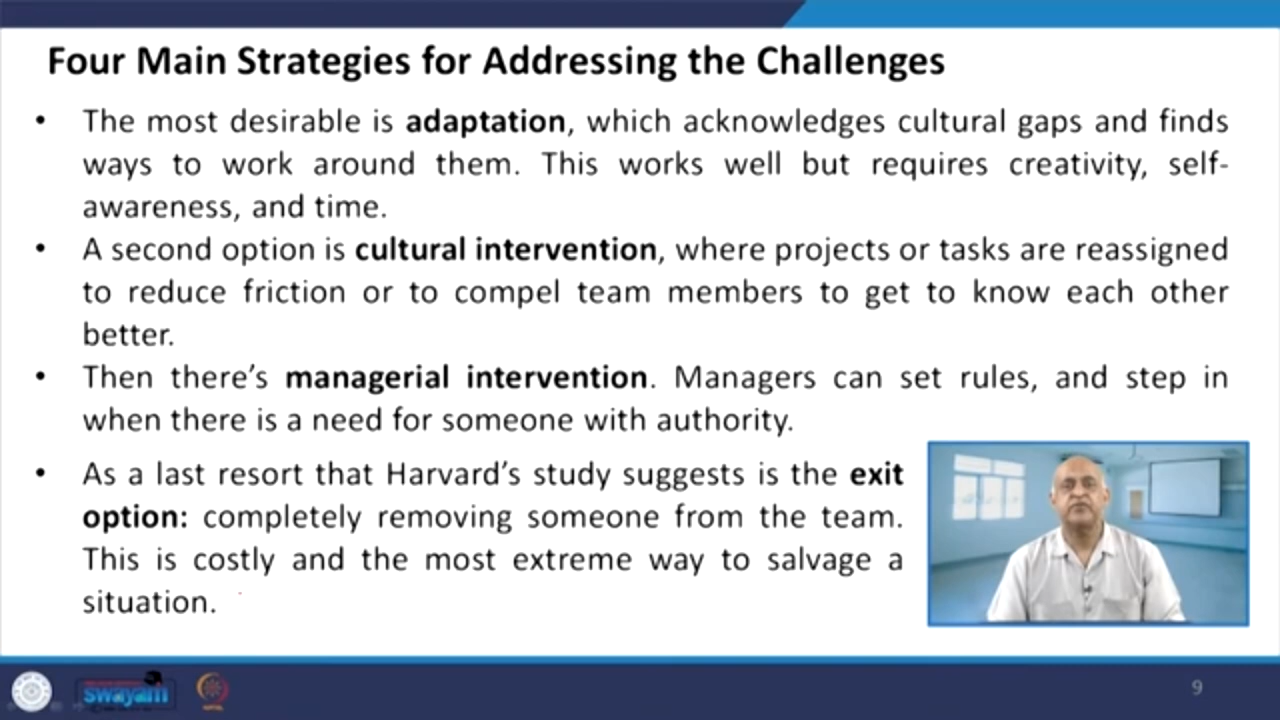 Four Main Strategies for Addressing the Challenges
• The most desirable is adaptation, which acknowledges cultural gaps and finds
ways to work around them. This works well but requires creativity, self-
awareness, and time.
• A second option is cultural intervention, where projects or tasks are reassigned
to reduce friction or to compel team members to get to know each other
better.
• Then there's managerial intervention. Managers can set rules, and step in
when there is a need for someone with authority.
• As a last resort that Harvard's study suggests is the exit
option: completely removing someone from the team.
This is costly and the most extreme way to salvage a
situation.
swayam
9